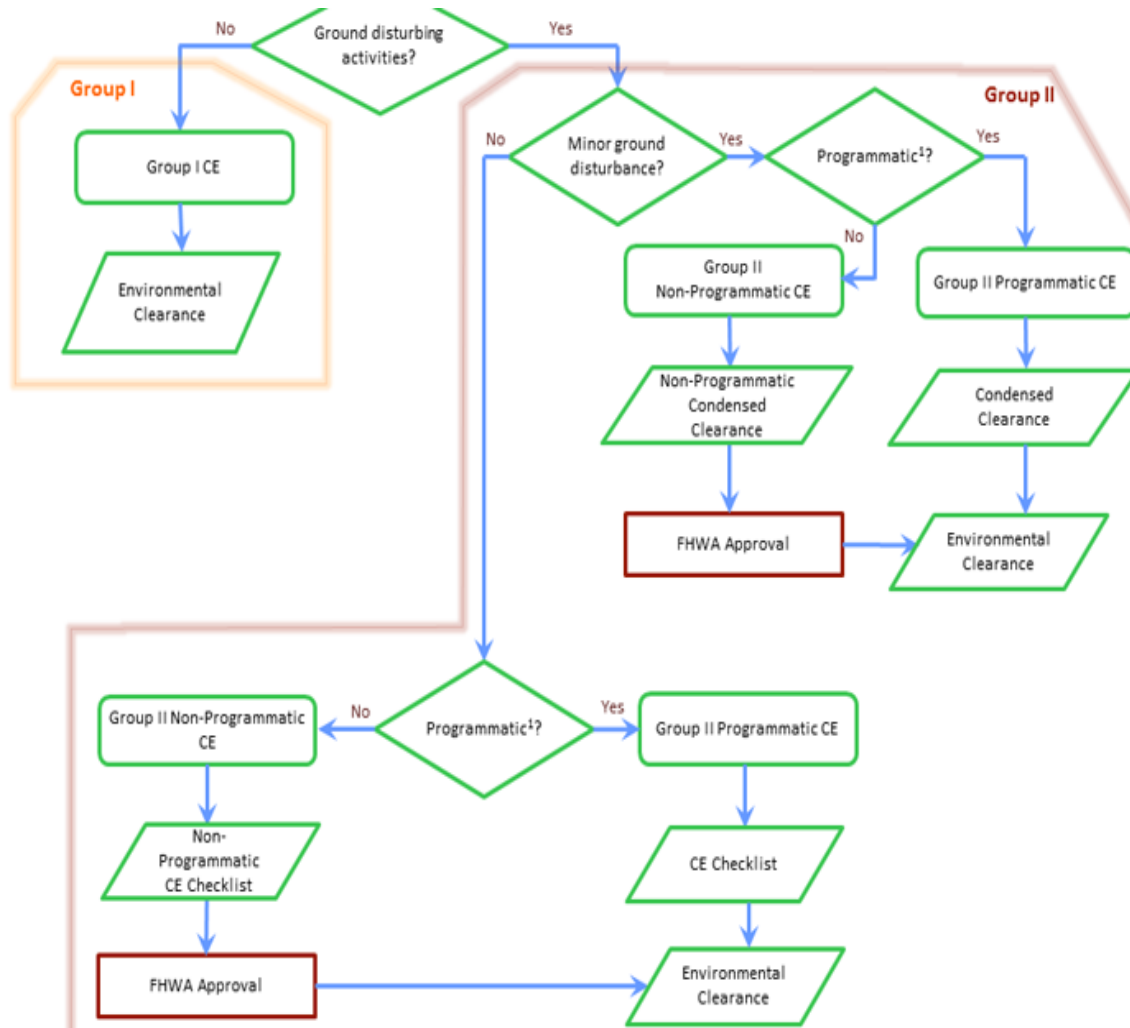 No
Ground disturbing
activities?
Yes
Group I
Group II
Group I CE
Environmental
Clearance
No
Minor ground
disturbance?
Yes
Programmatic¹?
Yes
No
Group II
Non-Programmatic CE
Group II Programmatic CE
Non-Programmatic
Condensed
Clearance
Condensed
Clearance
FHWA Approval
Environmental
Clearance
Group II Non-Programmatic
CE
No
Programmatic¹?
Yes
Group II Programmatic CE
Non-
Programmatic
CE Checklist
CE Checklist
FHWA Approval
Environmental
Clearance